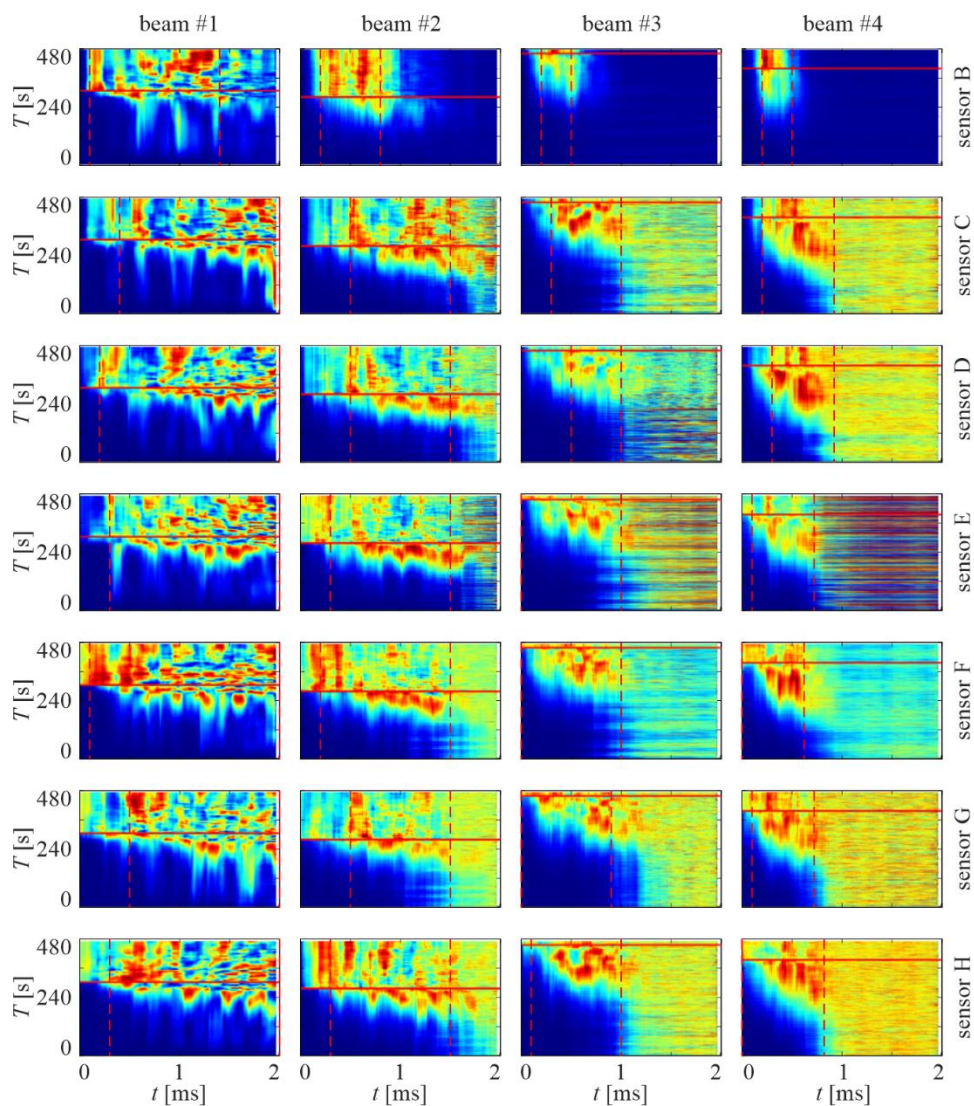 beam #1 beam #2 beam #3 beam #4
480
240
0
T [s]
sensor B
480
240
0
T [s]
sensor C
480
240
0
T [s]
sensor D
480
240
0
T [s]
sensor E
480
240
0
T [s]
sensor F
480
240
0
T [s]
sensor G
480
240
0
T [s]
sensor H
0 1 2 0 1 2 0 1 2 0 1 2
t [ms] t [ms] t [ms] t [ms]